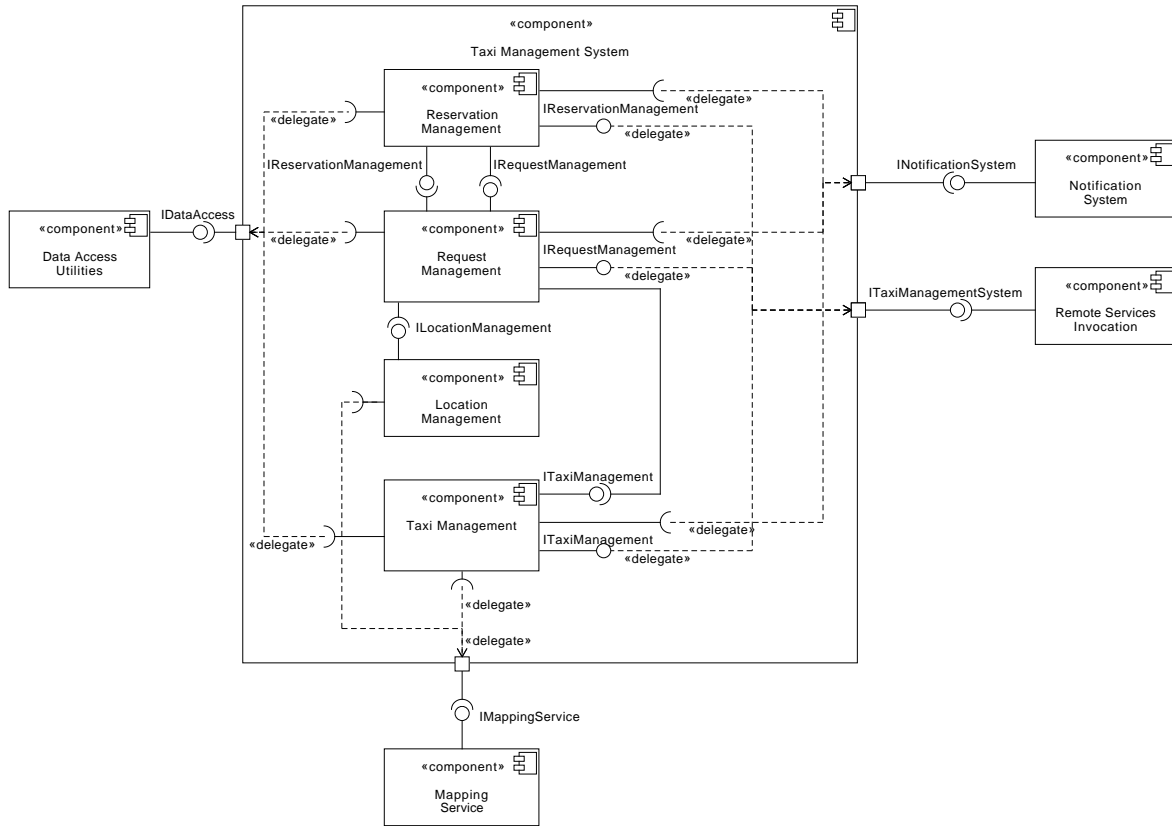 «component»
Taxi Management System
«component»
Reservation
Management
«delegate»
«delegate»
IReservationManagement
«delegate»
IReservationManagement
IRequestManagement
«component»
Notification
System
INotificationSystem
«component»
Data Access
Utilities
IDataAccess
«delegate»
«component»
Request
Management
«delegate»
IRequestManagement
«delegate»
«component»
Remote Services
Invocation
ITaxiManagementSystem
ILocationManagement
«component»
Location
Management
ITaxiManagement
«component»
Taxi Management
«delegate»
«delegate»
ITaxiManagement
«delegate»
«delegate»
«delegate»
IMappingService
«component»
Mapping
Service